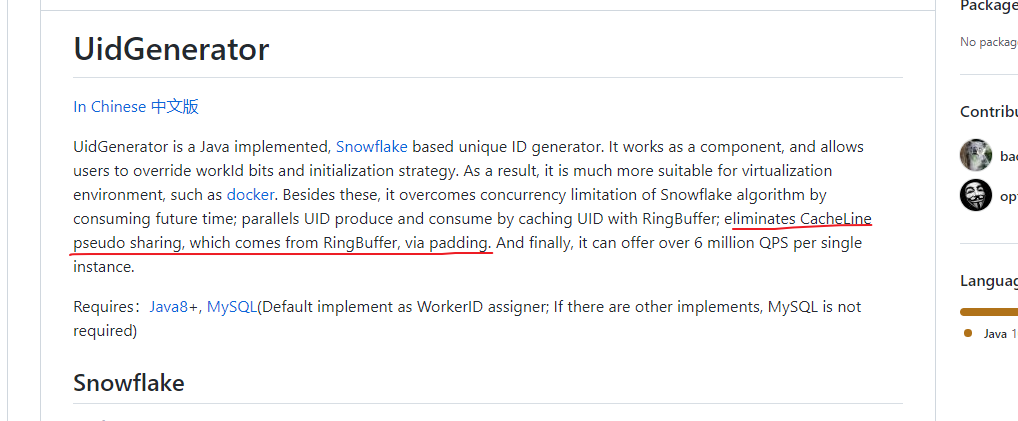 Package
No packag
UidGenerator
In Chinese 中文版
Contribu
UidGenerator is a Java implemented, Snowflake based unique ID generator. It works as a component, and allows
users to override workId bits and initialization strategy. As a result, it is much more suitable for virtualization
environment, such as docker. Besides these, it overcomes concurrency limitation of Snowflake algorithm by
consuming future time; parallels UID produce and consume by caching UID with RingBuffer; eliminates CacheLine
pseudo sharing, which comes from RingBuffer, via padding. And finally, it can offer over 6 million QPS per single
instance.
bac
op
Requires：Java8+, MySQL(Default implement as WorkerID assigner; If there are other implements, MySQL is not
required)
Languag
Java 1
Snowflake